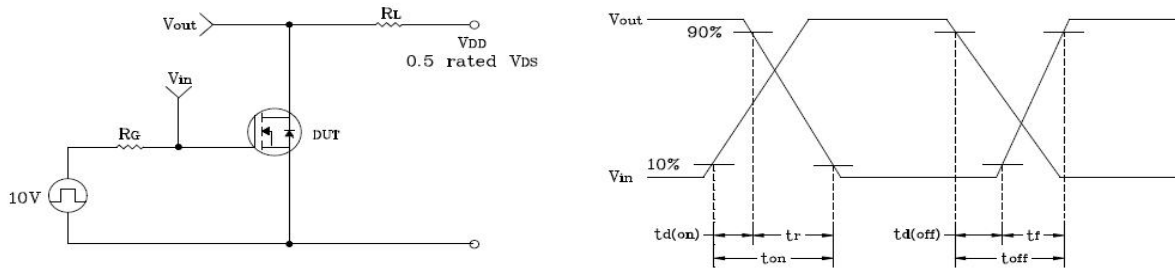 Vout
RL
VDD
0.5 rated VDS
Vin
RG
DUT
10V
Vout
90%
10%
Vin
td(on)
tr
td(off)
tf
ton
toff